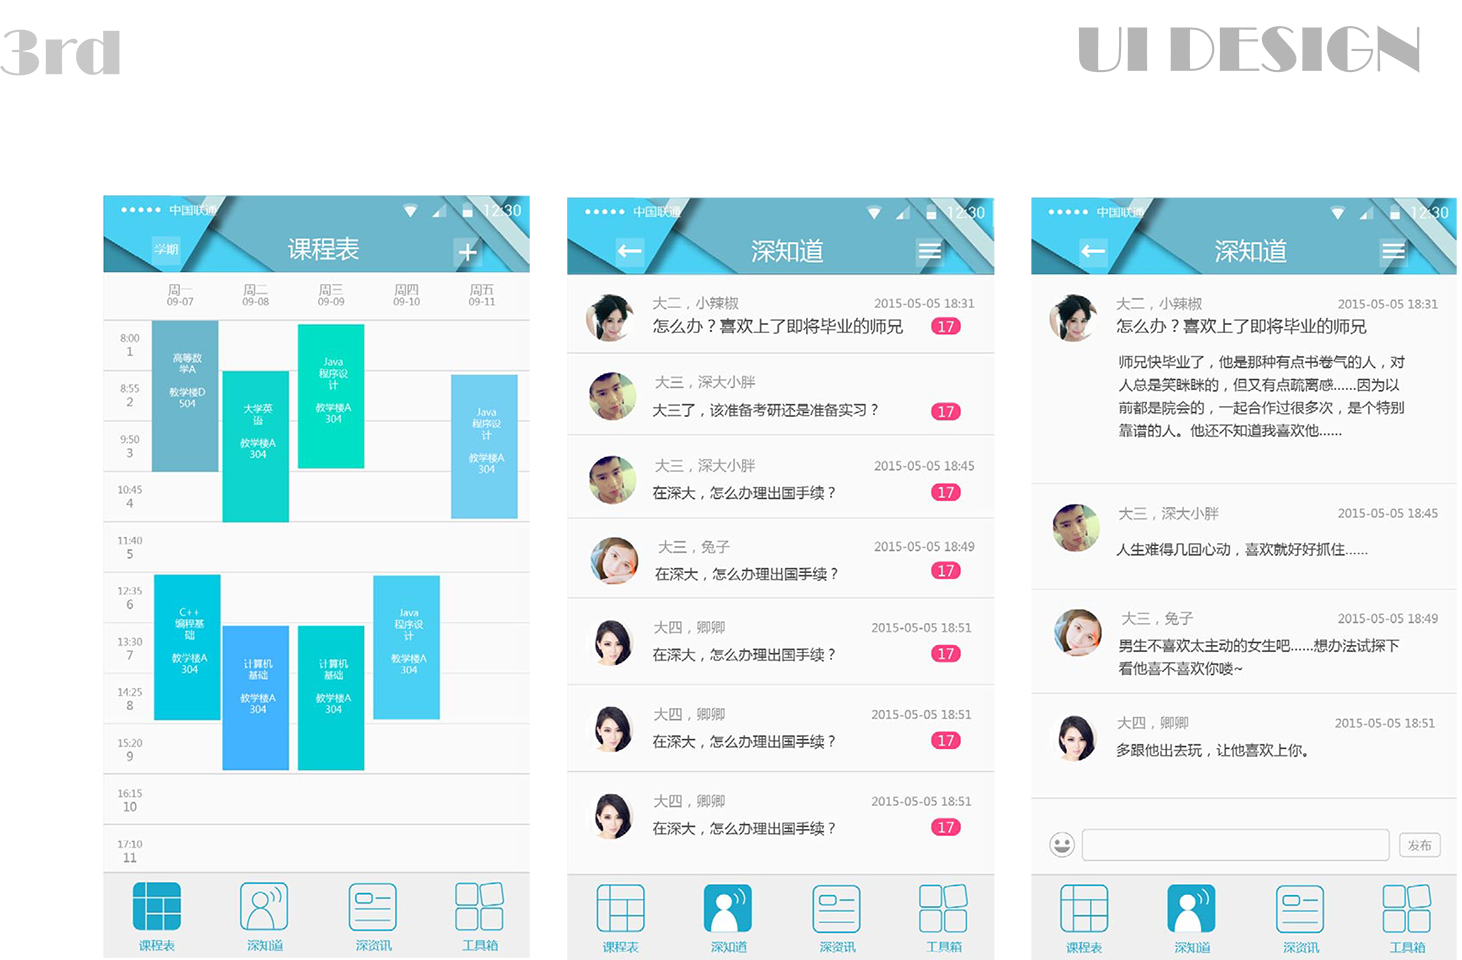 3rd
UI DESIGN
中国联通
12:30
学期
课程表
周一
周二
周三
周四
周五
09-07
09-08
09-09
09-10
09-11
8:00
1
8:55
2
9:50
3
10:45
4
11:40
5
12:35
6
13:30
7
14:25
8
15:20
9
16:15
10
17:10
11
高等数
学A
教学楼D
504
大学英
语
教学楼A
304
Java
程序设
计
教学楼A
304
Java
程序设
计
教学楼A
304
C++
编程基
础
教学楼A
304
计算机
基础
教学楼A
304
计算机
基础
教学楼A
304
Java
程序设
计
教学楼A
304
课程表
深知道
深资讯
工具箱
中国联通
12:30
深知道
大二，小辣椒
2015-05-05 18:31
怎么办？喜欢上了即将毕业的师兄
17
大三，深大小胖
大三了，该准备考研还是准备实习？
17
大三，深大小胖
2015-05-05 18:45
在深大，怎么办理出国手续？
17
大三，兔子
2015-05-05 18:49
在深大，怎么办理出国手续？
17
大四，卿卿
2015-05-05 18:51
在深大，怎么办理出国手续？
17
大四，卿卿
2015-05-05 18:51
在深大，怎么办理出国手续？
17
大四，卿卿
2015-05-05 18:51
在深大，怎么办理出国手续？
17
课程表
深知道
深资讯
工具箱
中国联通
12:30
深知道
大二，小辣椒
2015-05-05 18:31
怎么办？喜欢上了即将毕业的师兄
师兄快毕业了，他是那种有点书卷气的人，对
人总是笑眯眯的，但又有点疏离感......因为以
前都是院会的，一起合作过很多次，是个特别
靠谱的人。他还不知道我喜欢他......
大三，深大小胖
2015-05-05 18:45
人生难得几回心动，喜欢就好好抓住......
大三，兔子
2015-05-05 18:49
男生不喜欢太主动的女生吧......想办法试探下
看他喜不喜欢你喽~
大四，卿卿
2015-05-05 18:51
多跟他出去玩，让他喜欢上你。
发布
课程表
深知道
深资讯
工具箱